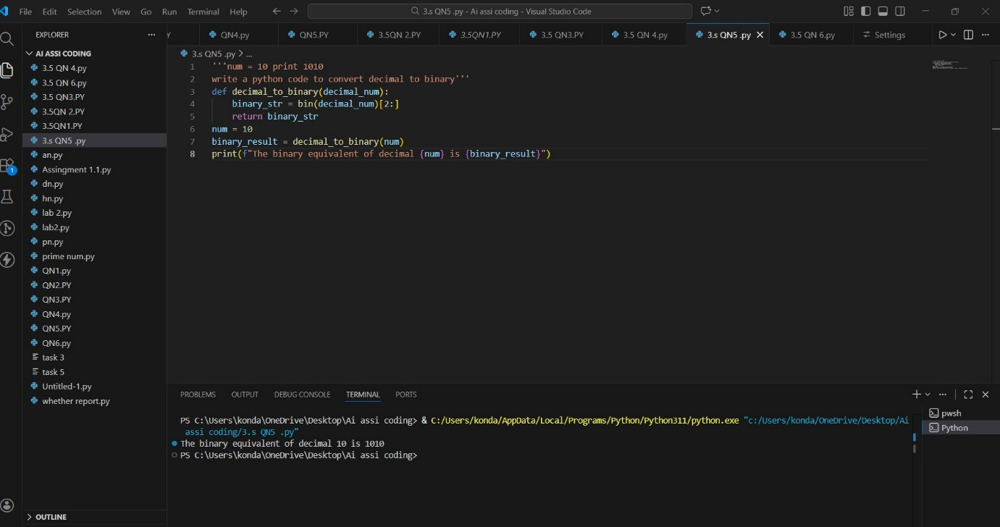 File Edit Selection View Go Run Terminal Help
3.s QN5 .py - Ai assi coding - Visual Studio Code
EXPLORER
Y QN4.py QN5.PY 3.5QN 2.PY 3.5QN1.PY 3.5 QN3.PY 3.5 QN 4.py 3.s QN5 .py 3.5 QN 6.py Settings
AI ASSI CODING
3.5 QN 4.py
3.5 QN 6.py
3.5 QN3.PY
3.5QN 2.PY
3.5QN1.PY
3.s QN5 .py
an.py
Assingment 1.1.py
dn.py
hn.py
lab 2.py
lab2.py
pn.py
prime num.py
QN1.py
QN2.PY
QN3.PY
QN4.py
QN5.PY
QN6.py
task 3
task 5
Untitled-1.py
whether report.py
OUTLINE
1
3.s QN5 .py > ...
1 '''num = 10 print 1010
2 write a python code to convert decimal to binary'''
3 def decimal_to_binary(decimal_num):
4     binary_str = bin(decimal_num)[2:]
5     return binary_str
6 num = 10
7 binary_result = decimal_to_binary(num)
8 print(f"The binary equivalent of decimal {num} is {binary_result}")
PROBLEMS OUTPUT DEBUG CONSOLE TERMINAL PORTS
PS C:\Users\konda\OneDrive\Desktop\Ai assi coding> & C:/Users/konda/AppData/Local/Programs/Python/Python311/python.exe "c:/Users/konda/OneDrive/Desktop/Ai
assi coding/3.s QN5 .py"
The binary equivalent of decimal 10 is 1010
PS C:\Users\konda\OneDrive\Desktop\Ai assi coding>
pwsh
Python